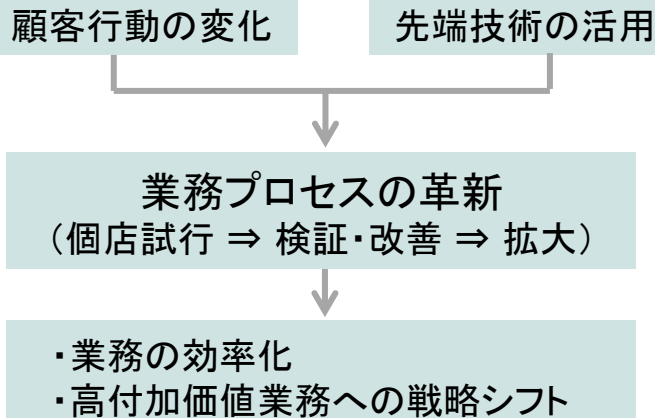 顧客行動の変化
先端技術の活用
業務プロセスの革新
（個店試行 ⇒ 検証・改善 ⇒ 拡大）
・業務の効率化
・高付加価値業務への戦略シフト